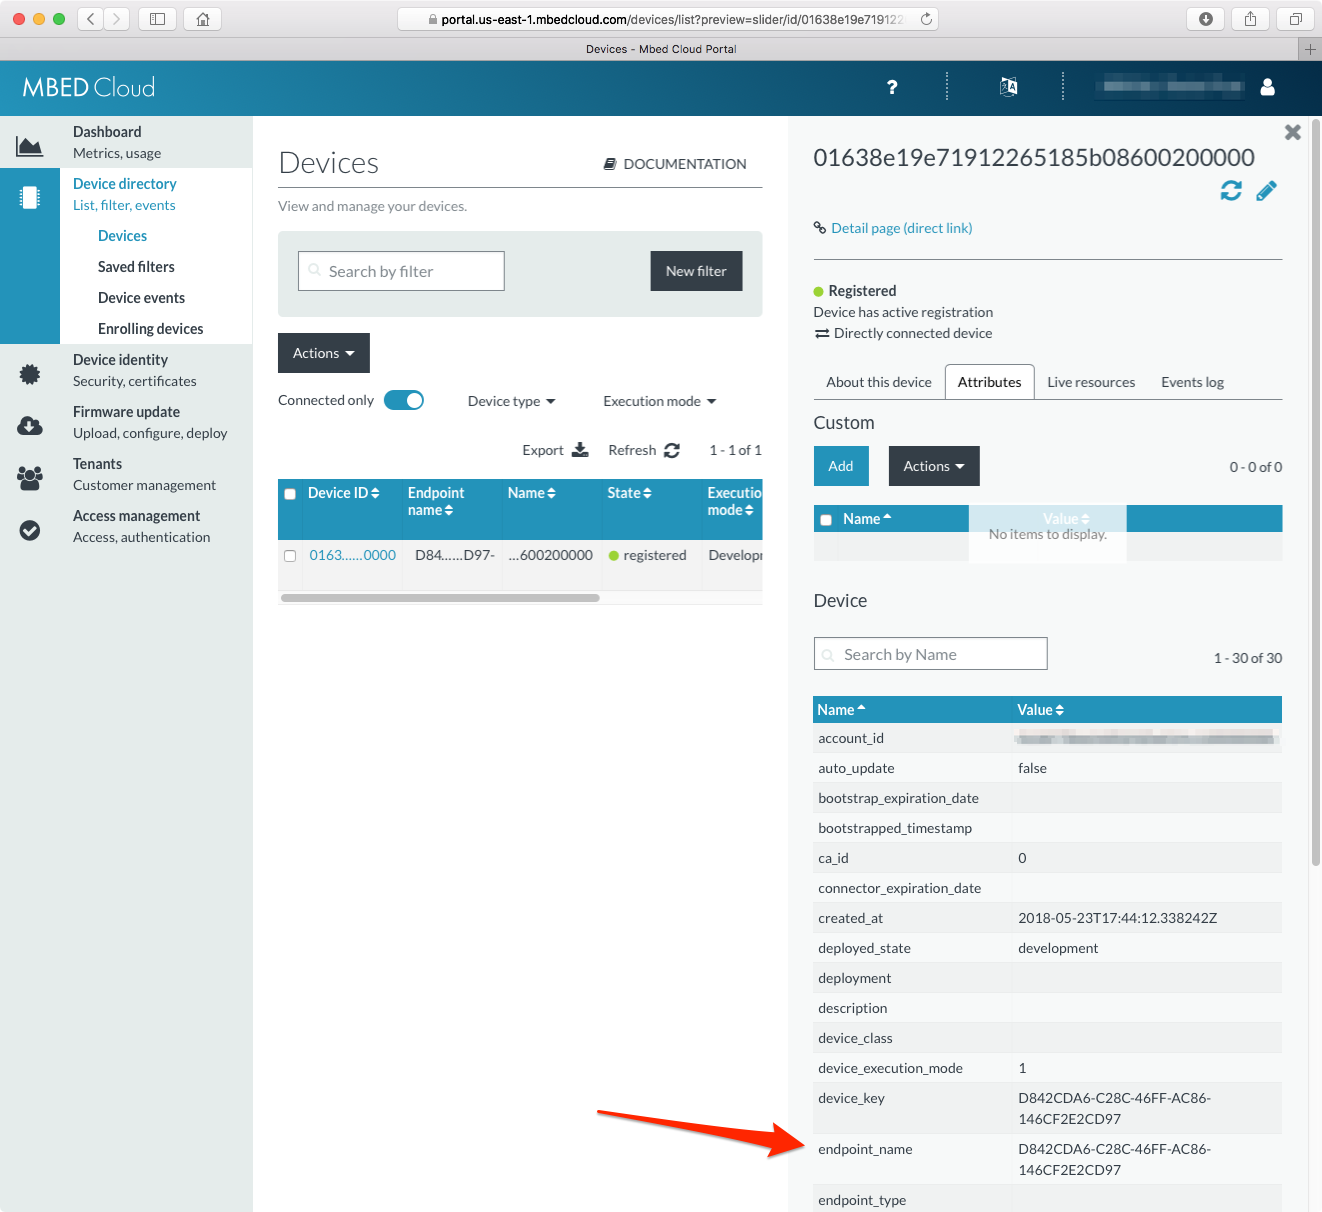 portal.us-east-1.mbedcloud.com/devices/list?preview=slider/id/01638e19e719122
Devices - Mbed Cloud Portal
MBED Cloud
?
Dashboard
Metrics, usage
Device directory
List, filter, events
Devices
Saved filters
Device events
Enrolling devices
Device identity
Security, certificates
Firmware update
Upload, configure, deploy
Tenants
Customer management
Access management
Access, authentication
Devices
DOCUMENTATION
View and manage your devices.
Search by filter
New filter
Actions
Connected only
Device type
Execution mode
Export
Refresh
1 - 1 of 1
Device ID
Endpoint
name
Name
State
Executio
mode
0163......0000
D84......D97-
...600200000
registered
Developr
01638e19e71912265185b08600200000
Detail page (direct link)
Registered
Device has active registration
Directly connected device
About this device
Attributes
Live resources
Events log
Custom
Add
Actions
0 - 0 of 0
Name
Value
No items to display.
Device
Search by Name
1 - 30 of 30
Name
Value
account_id
auto_update
false
bootstrap_expiration_date
bootstrapped_timestamp
ca_id
0
connector_expiration_date
created_at
2018-05-23T17:44:12.338242Z
deployed_state
development
deployment
description
device_class
device_execution_mode
1
device_key
D842CDA6-C28C-46FF-AC86-
146CF2E2CD97
endpoint_name
D842CDA6-C28C-46FF-AC86-
146CF2E2CD97
endpoint_type